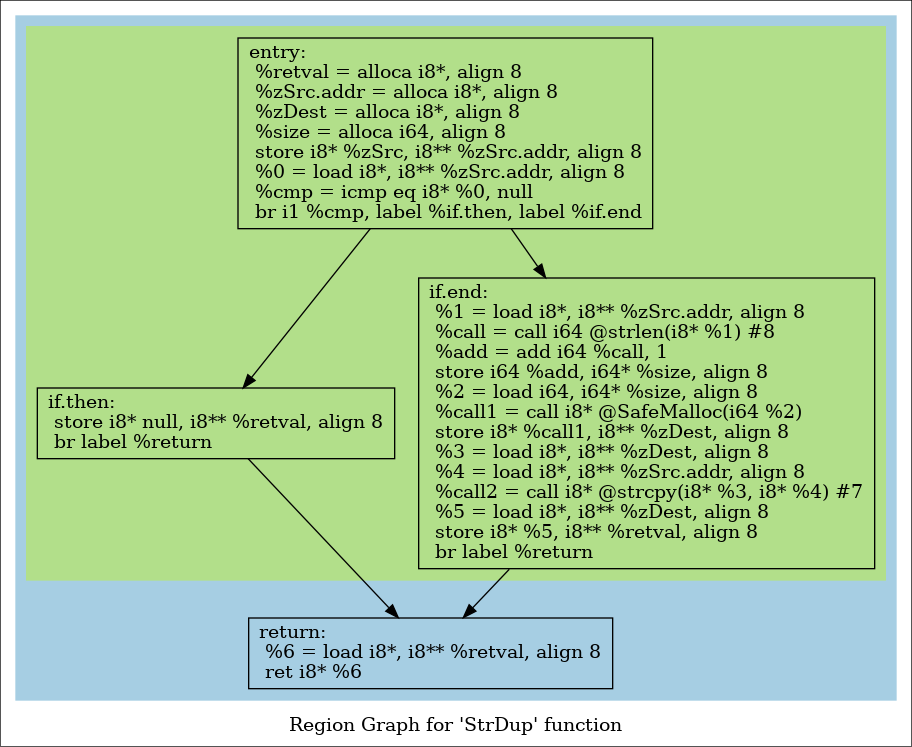 entry:
%retval = alloca i8*, align 8
%zSrc.addr = alloca i8*, align 8
%zDest = alloca i8*, align 8
%size = alloca i64, align 8
store i8* %zSrc, i8** %zSrc.addr, align 8
%0 = load i8*, i8** %zSrc.addr, align 8
%cmp = icmp eq i8* %0, null
br i1 %cmp, label %if.then, label %if.end
if.end:
%1 = load i8*, i8** %zSrc.addr, align 8
%call = call i64 @strlen(i8* %1) #8
%add = add i64 %call, 1
store i64 %add, i64* %size, align 8
%2 = load i64, i64* %size, align 8
%call1 = call i8* @SafeMalloc(i64 %2)
store i8* %call1, i8** %zDest, align 8
%3 = load i8*, i8** %zDest, align 8
%4 = load i8*, i8** %zSrc.addr, align 8
%call2 = call i8* @strcpy(i8* %3, i8* %4) #7
%5 = load i8*, i8** %zDest, align 8
store i8* %5, i8** %retval, align 8
br label %return
if.then:
store i8* null, i8** %retval, align 8
br label %return
return:
%6 = load i8*, i8** %retval, align 8
ret i8* %6
Region Graph for 'StrDup' function